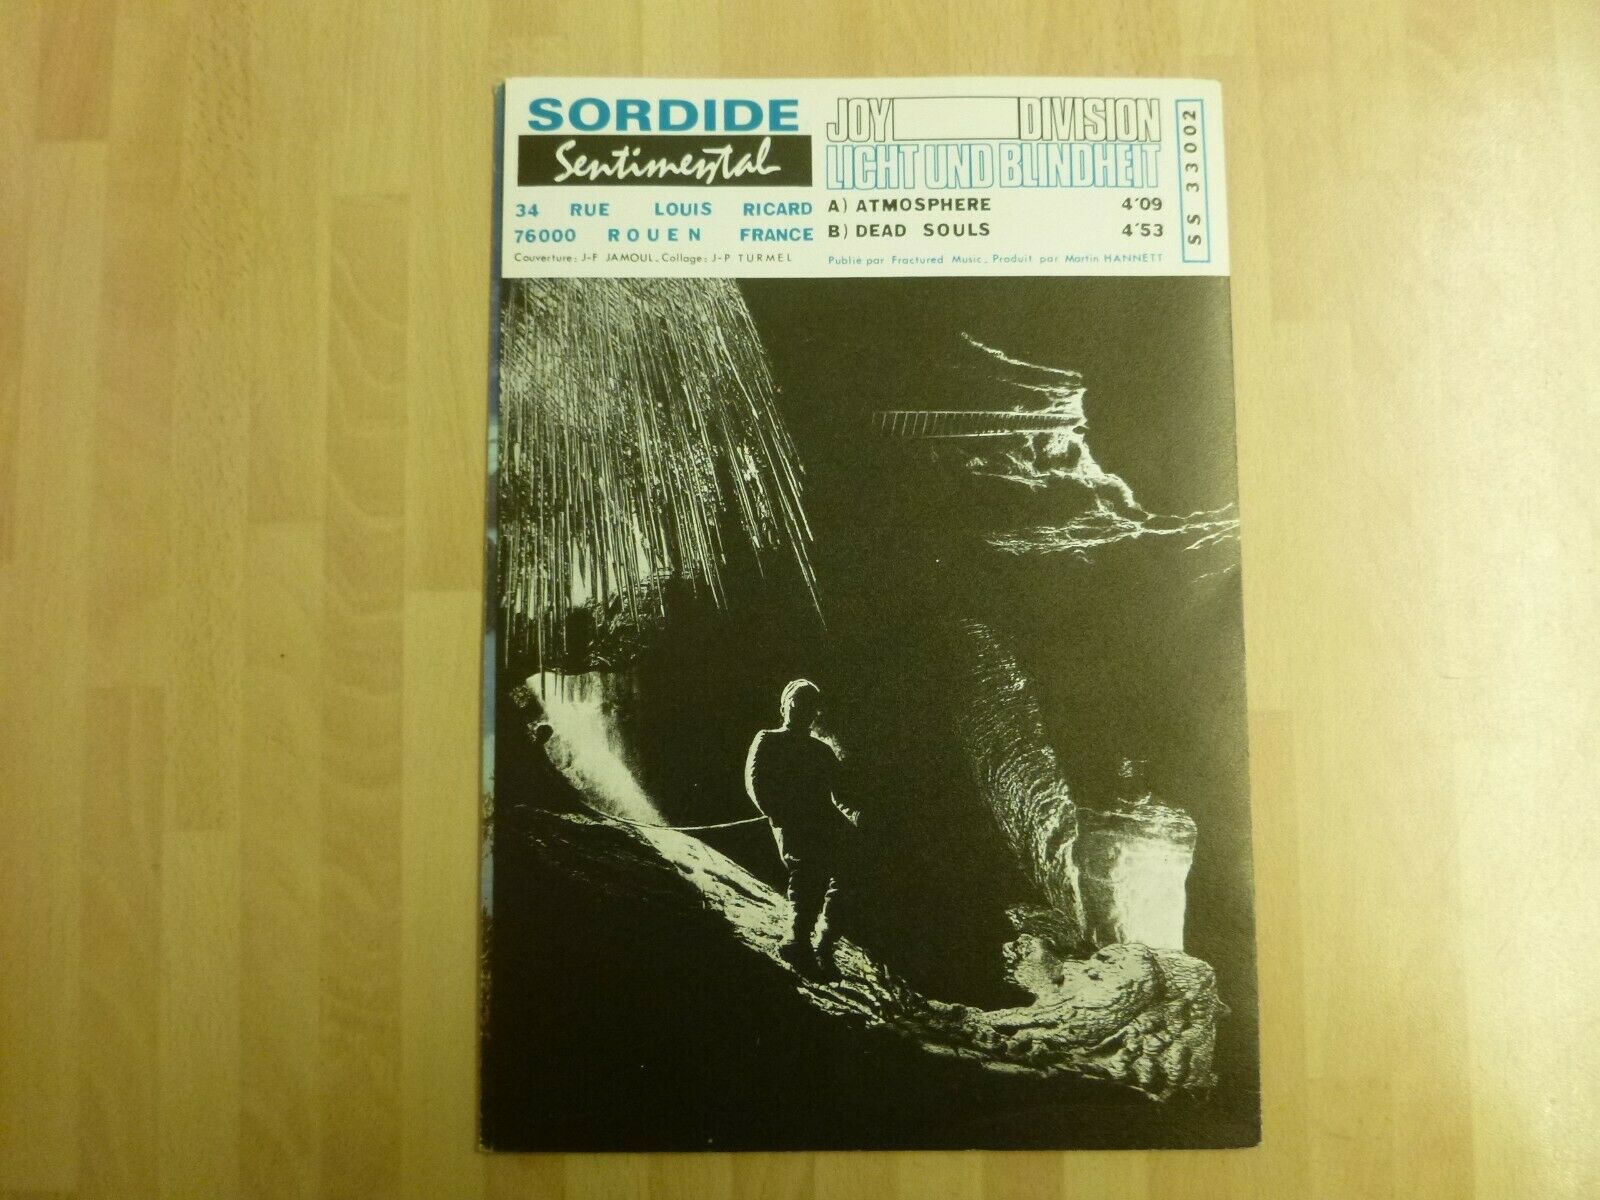 SORDIDE
Sentimental
34 RUE LOUIS RICARD
76000 ROUEN FRANCE
Couverture: J-F JAMOUL. Collage: J-P TURMEL
JOY DIVISION
LICHT UND BLINDHEIT
A) ATMOSPHERE 4'09
B) DEAD SOULS 4'53
Publié par Fractured Music. Produit par Martin HANNETT
SS 33002